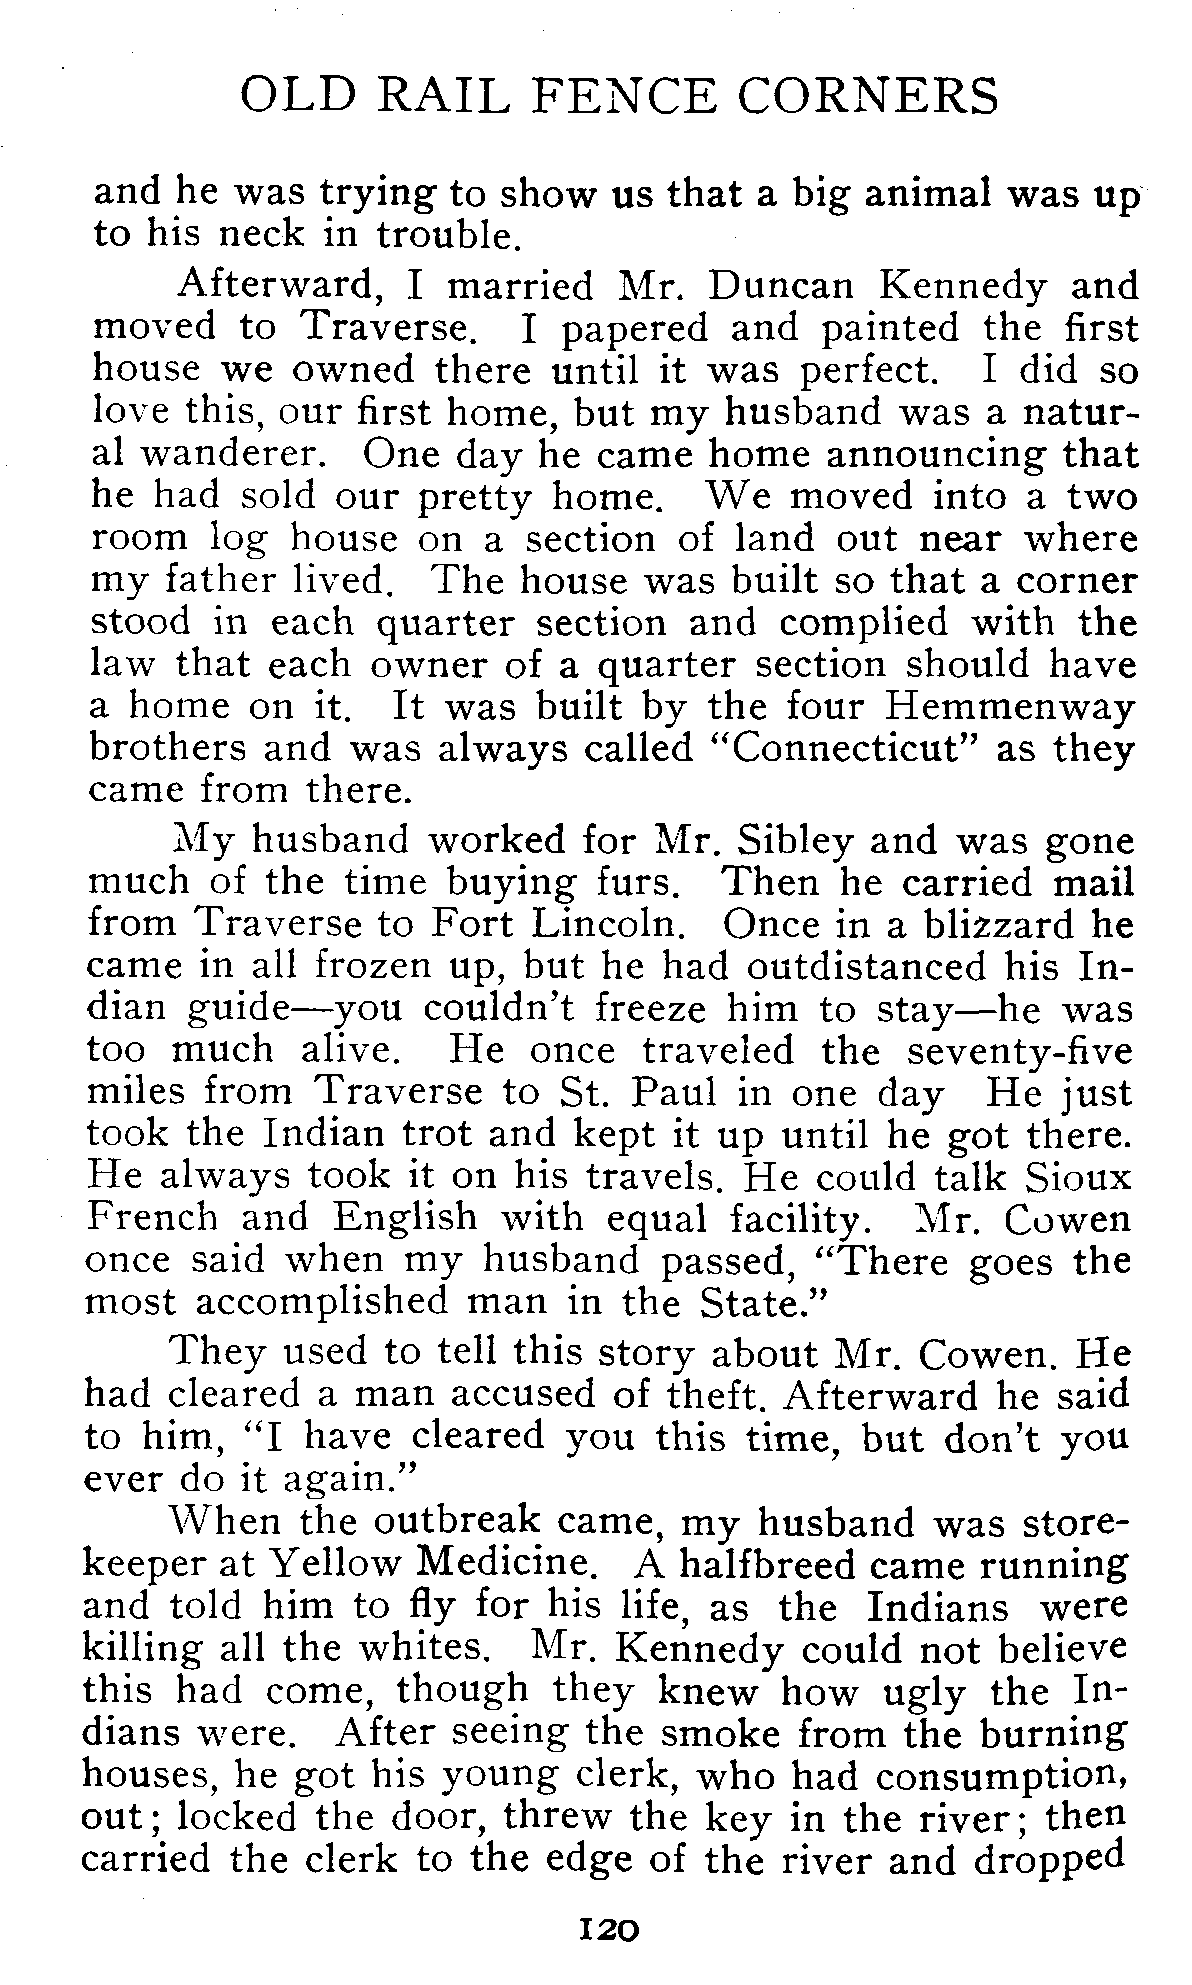 OLD RAIL FENCE CORNERS
and he was trying to show us that a big animal was up
to his neck in trouble.
Afterward, I married Mr. Duncan Kennedy and
moved to Traverse. I papered and painted the first
house we owned there until it was perfect. I did so
love this, our first home, but my husband was a natur-
al wanderer. One day he came home announcing that
he had sold our pretty home. We moved into a two
room log house on a section of land out near where
my father lived. The house was built so that a corner
stood in each quarter section and complied with the
law that each owner of a quarter section should have
a home on it. It was built by the four Hemmenway
brothers and was always called "Connecticut" as they
came from there.
My husband worked for Mr. Sibley and was gone
much of the time buying furs. Then he carried mail
from Traverse to Fort Lincoln. Once in a blizzard he
came in all frozen up, but he had outdistanced his In-
dian guide—you couldn't freeze him to stay—he was
too much alive. He once traveled the seventy-five
miles from Traverse to St. Paul in one day He just
took the Indian trot and kept it up until he got there.
He always took it on his travels. He could talk Sioux
French and English with equal facility. Mr. Cowen
once said when my husband passed, "There goes the
most accomplished man in the State."
They used to tell this story about Mr. Cowen. He
had cleared a man accused of theft. Afterward he said
to him, "I have cleared you this time, but don't you
ever do it again."
When the outbreak came, my husband was store-
keeper at Yellow Medicine. A halfbreed came running
and told him to fly for his life, as the Indians were
killing all the whites. Mr. Kennedy could not believe
this had come, though they knew how ugly the In-
dians were. After seeing the smoke from the burning
houses, he got his young clerk, who had consumption,
out; locked the door, threw the key in the river; then
carried the clerk to the edge of the river and dropped
120